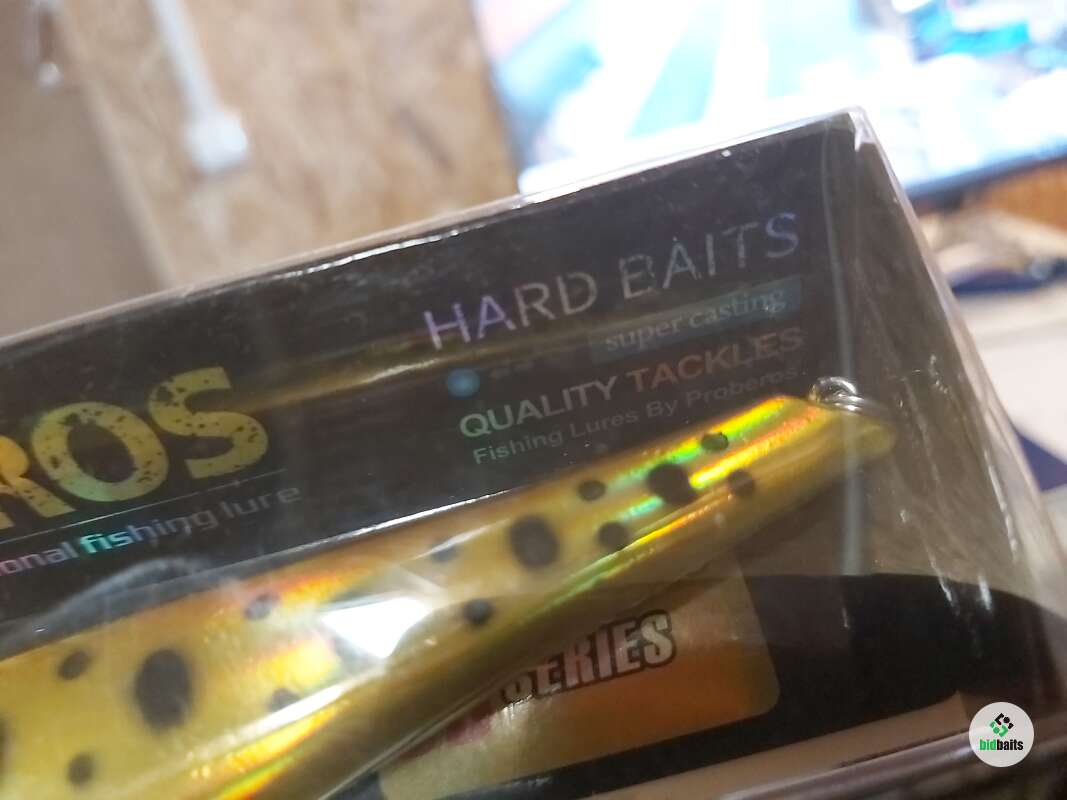 HARD BAITS
super casting
QUALITY TACKLES
Fishing Lures By Proberos
ROS
onal fishing lure
SERIES
bidbaits